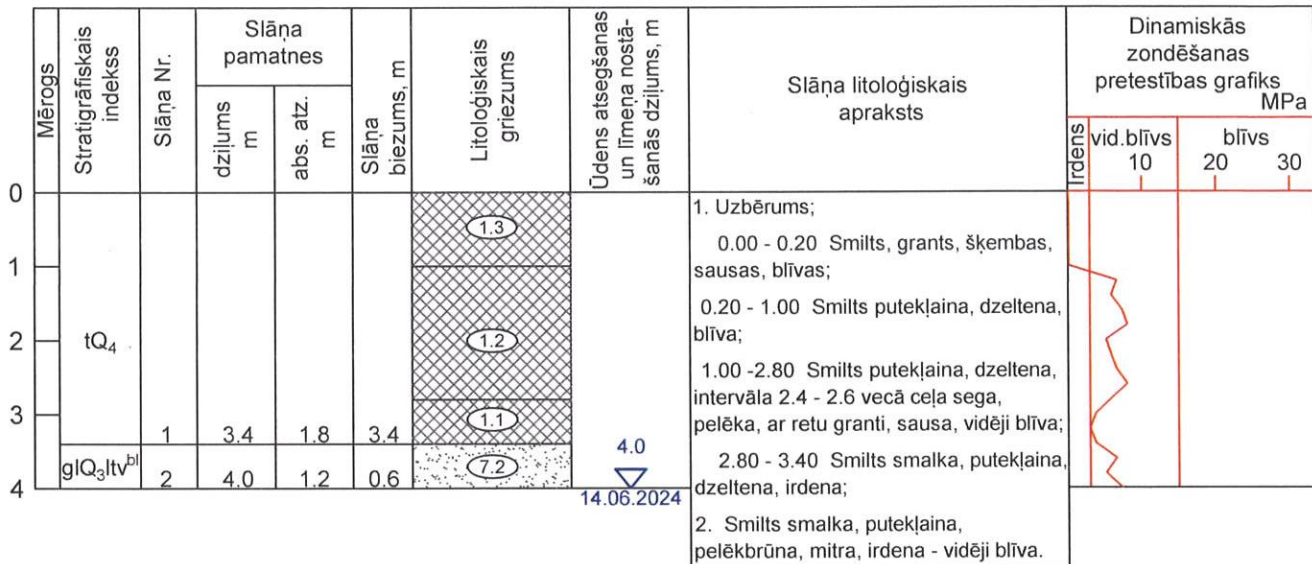 Mērogs
Stratigrāfiskais
indekss
Slāņa Nr.
Slāņa
pamatnes
dziļums
m
abs. atz.
m
Slāņa
biezums, m
Litoloģiskais
griezums
Ūdens atsegšanas
un līmeņa nostā-
šanās dziļums, m
Slāņa litoloģiskais
apraksts
Dinamiskās
zondēšanas
pretestības grafiks
MPa
Irdens
vid.blīvs
blīvs
10
20
30
0
1
2
3
4
tQ4
1
3.4
1.8
3.4
glQ3ltvbl
2
4.0
1.2
0.6
1.3
1.2
1.1
7.2
4.0
14.06.2024
1. Uzbērums;
0.00 - 0.20 Smilts, grants, šķembas,
sausas, blīvas;
0.20 - 1.00 Smilts putekļaina, dzeltena,
blīva;
1.00 -2.80 Smilts putekļaina, dzeltena,
intervāla 2.4 - 2.6 vecā ceļa sega,
pelēka, ar retu granti, sausa, vidēji blīva;
2.80 - 3.40 Smilts smalka, putekļaina,
dzeltena, irdena;
2. Smilts smalka, putekļaina,
pelēkbrūna, mitra, irdena - vidēji blīva.